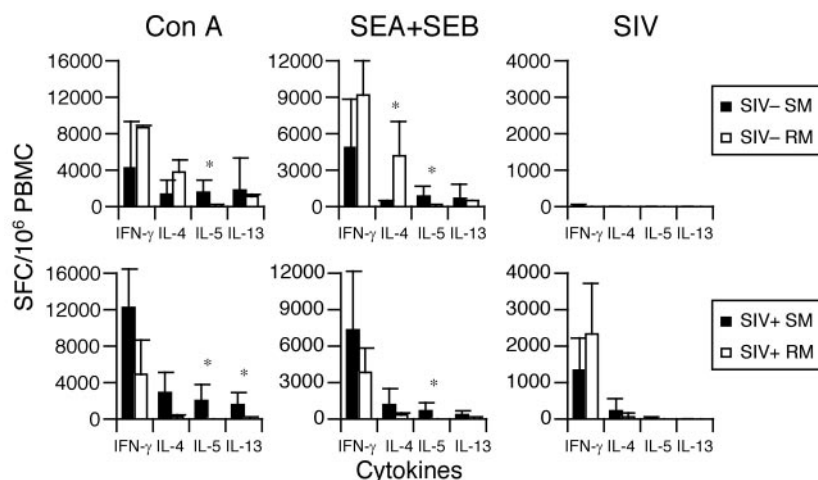 Con A SEA+SEB SIV
SFC/10⁶ PBMC
16000 12000 4000
12000 9000 3000
8000 6000 2000
4000 3000 1000
0 0 0
* * * 
IFN-γ IL-4 IL-5 IL-13 IFN-γ IL-4 IL-5 IL-13 IFN-γ IL-4 IL-5 IL-13
SIV– SM
SIV– RM
16000 12000 4000
12000 9000 3000
8000 6000 2000
4000 3000 1000
0 0 0
* * *
IFN-γ IL-4 IL-5 IL-13 IFN-γ IL-4 IL-5 IL-13 IFN-γ IL-4 IL-5 IL-13
SIV+ SM
SIV+ RM
Cytokines